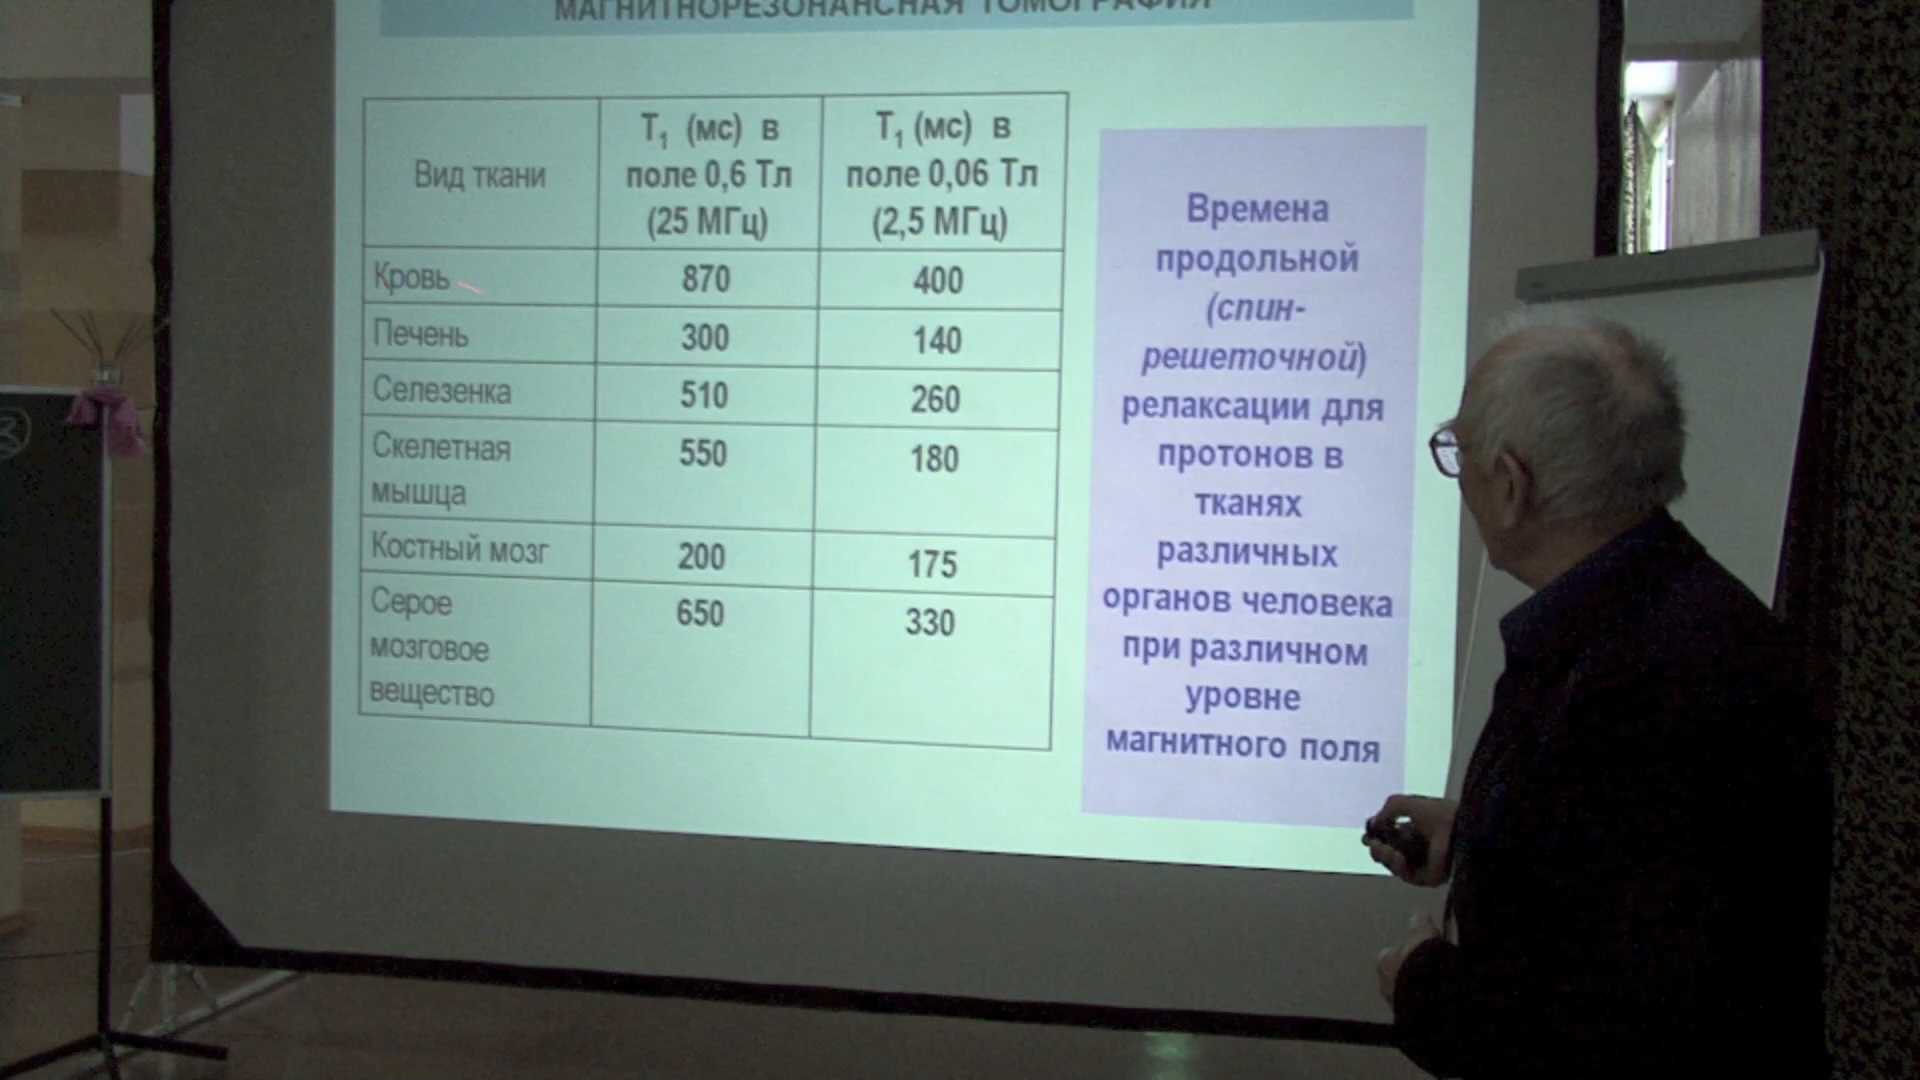 МАГНИТНОРЕЗОНАНСНАЯ ТОМОГРАФИЯ
Вид ткани
T₁ (мс) в
поле 0,6 Тл
(25 МГц)
T₁ (мс) в
поле 0,06 Тл
(2,5 МГц)
Кровь 870 400
Печень 300 140
Селезенка 510 260
Скелетная 550 180
мышца
Костный мозг 200 175
Серое 650 330
мозговое
вещество
Времена
продольной
(спин-
решеточной)
релаксации для
протонов в
тканях
различных
органов человека
при различном
уровне
магнитного поля